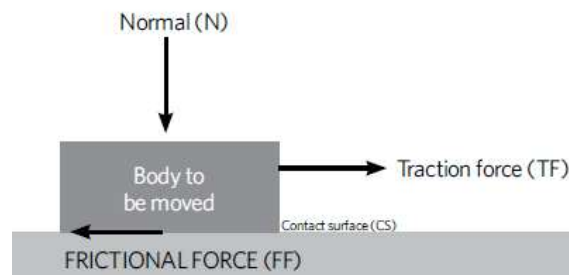 Normal (N)
Body to
be moved
Traction force (TF)
Contact surface (CS)
FRICTIONAL FORCE (FF)